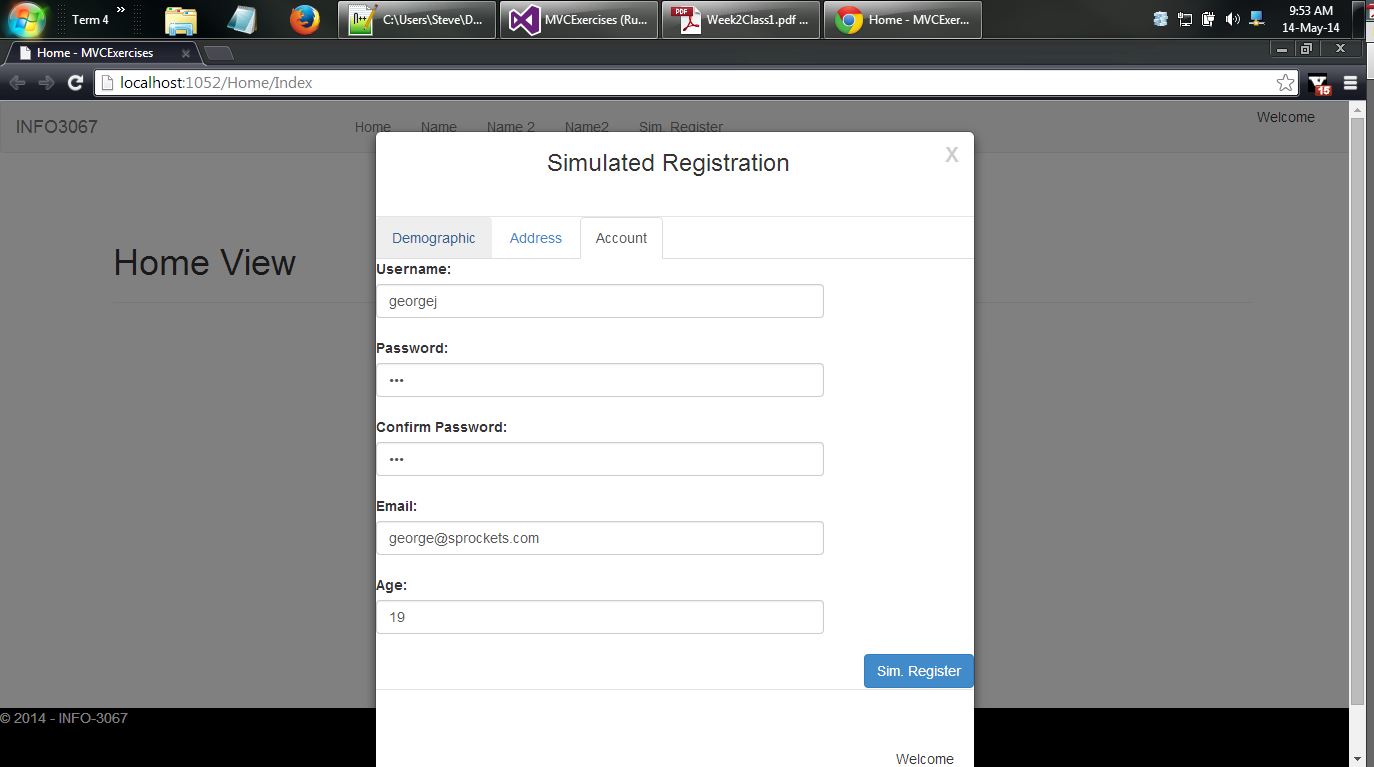 Term 4 »
C:\Users\Steve\D... MVCExercises (Ru... PDF Week2Class1.pdf ... Home - MVCExer...
9:53 AM
14-May-14
Home - MVCExercises x
localhost:1052/Home/Index
15
INFO3067 Home Name Name 2 Name2 Sim. Register Welcome
Simulated Registration X
Demographic Address Account
Home View
Username:
georgej
Password:
•••
Confirm Password:
•••
Email:
george@sprockets.com
Age:
19
Sim. Register
© 2014 - INFO-3067
Welcome